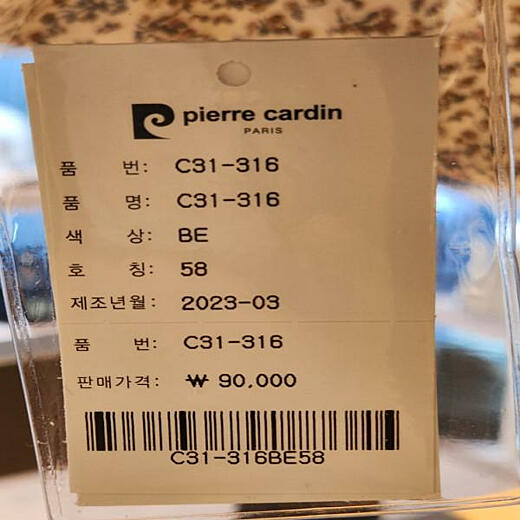 pierre cardin
PARIS
품 번: C31-316
품 명: C31-316
색 상: BE
호 칭: 58
제조년월: 2023-03
품 번: C31-316
판매가격: ₩ 90,000
C31-316BE58